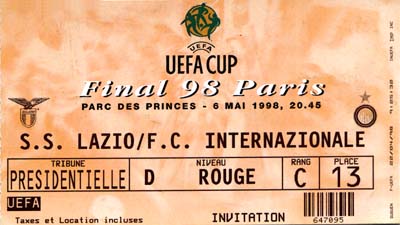 UEFA
UEFA CUP
Final 98 Paris
PARC DES PRINCES - 6 MAI 1998, 20.45
S.S. LAZIO/F.C. INTERNAZIONALE
TRIBUNE NIVEAU RANG PLACE
PRESIDENTIELLE D ROUGE C 13
UEFA
Taxes et Location incluses INVITATION 647095